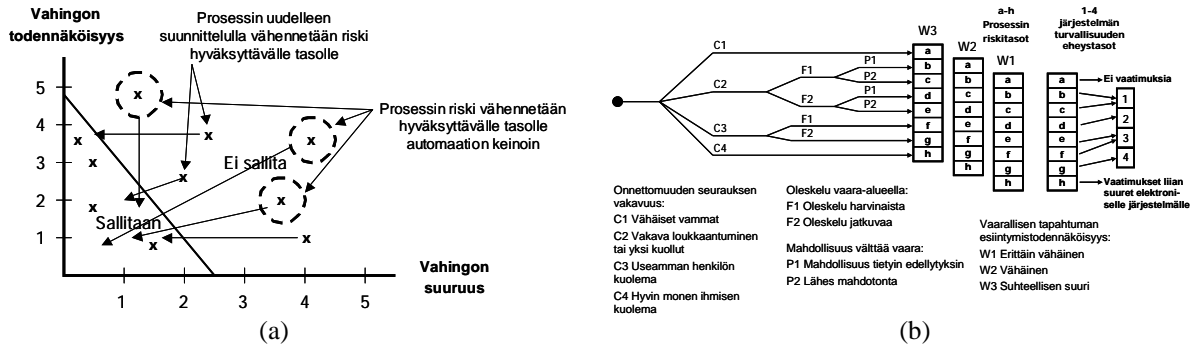 Vahingon
todennäköisyys
Prosessin uudelleen
suunnittelulla vähennetään riski
hyväksyttävälle tasolle
Prosessin riski vähennetään
hyväksyttävälle tasolle
automaation keinoin
5
4
3
2
1
x
x
x
x
x
x
x
x
x
x
Ei sallita
Sallitaan
1
2
3
4
5
Vahingon
suuruus
(a)
a-h
Prosessin
riskitasot
1-4
järjestelmän
turvallisuuden
eheystasot
W3
W2
W1
C1
C2
C3
C4
F1
F2
F1
F2
P1
P2
P1
P2
a
b
c
d
e
f
g
h
a
b
c
d
e
f
g
h
a
b
c
d
e
f
g
h
a
b
c
d
e
f
g
h
Ei vaatimuksia
1
2
3
4
Vaatimukset liian
suuret elektroni-
selle järjestelmälle
Onnettomuuden seurauksen
vakavuus:
C1 Vähäiset vammat
C2 Vakava loukkaantuminen
tai yksi kuollut
C3 Useamman henkilön
kuolema
C4 Hyvin monen ihmisen
kuolema
Oleskelu vaara-alueella:
F1 Oleskelu harvinaista
F2 Oleskelu jatkuvaa
Mahdollisuus välttää vaara:
P1 Mahdollisuus tietyin edellytyksin
P2 Lähes mahdotonta
Vaarallisen tapahtuman
esiintymistodennäköisyys:
W1 Erittäin vähäinen
W2 Vähäinen
W3 Suhteellisen suuri
(b)